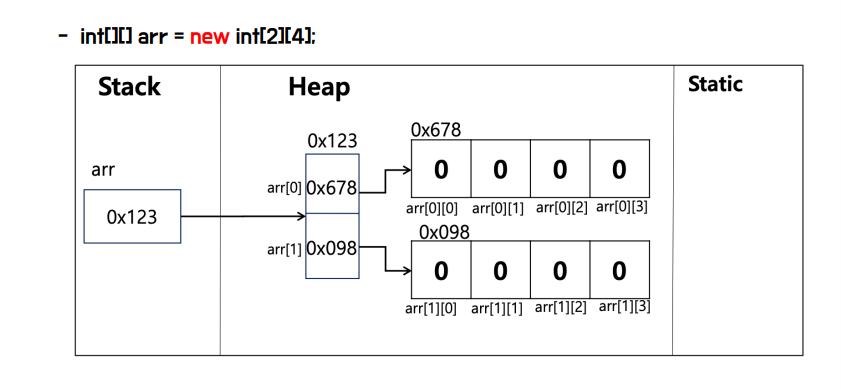 - int[][] arr = new int[2][4];
Stack Heap Static
0x123 0x678
arr arr[0] 0x678 0 0 0 0
0x123 arr[0][0] arr[0][1] arr[0][2] arr[0][3]
arr[1] 0x098 0x098
0 0 0 0
arr[1][0] arr[1][1] arr[1][2] arr[1][3]